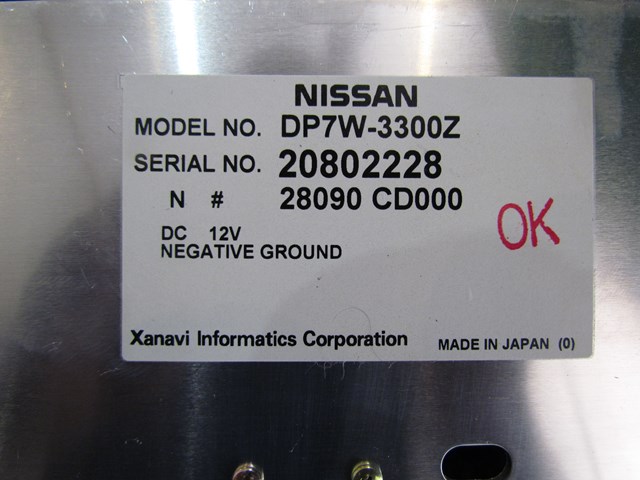 NISSAN
MODEL NO. DP7W-3300Z
SERIAL NO. 20802228
N # 28090 CD000
OK
DC 12V
NEGATIVE GROUND
Xanavi Informatics Corporation MADE IN JAPAN (0)